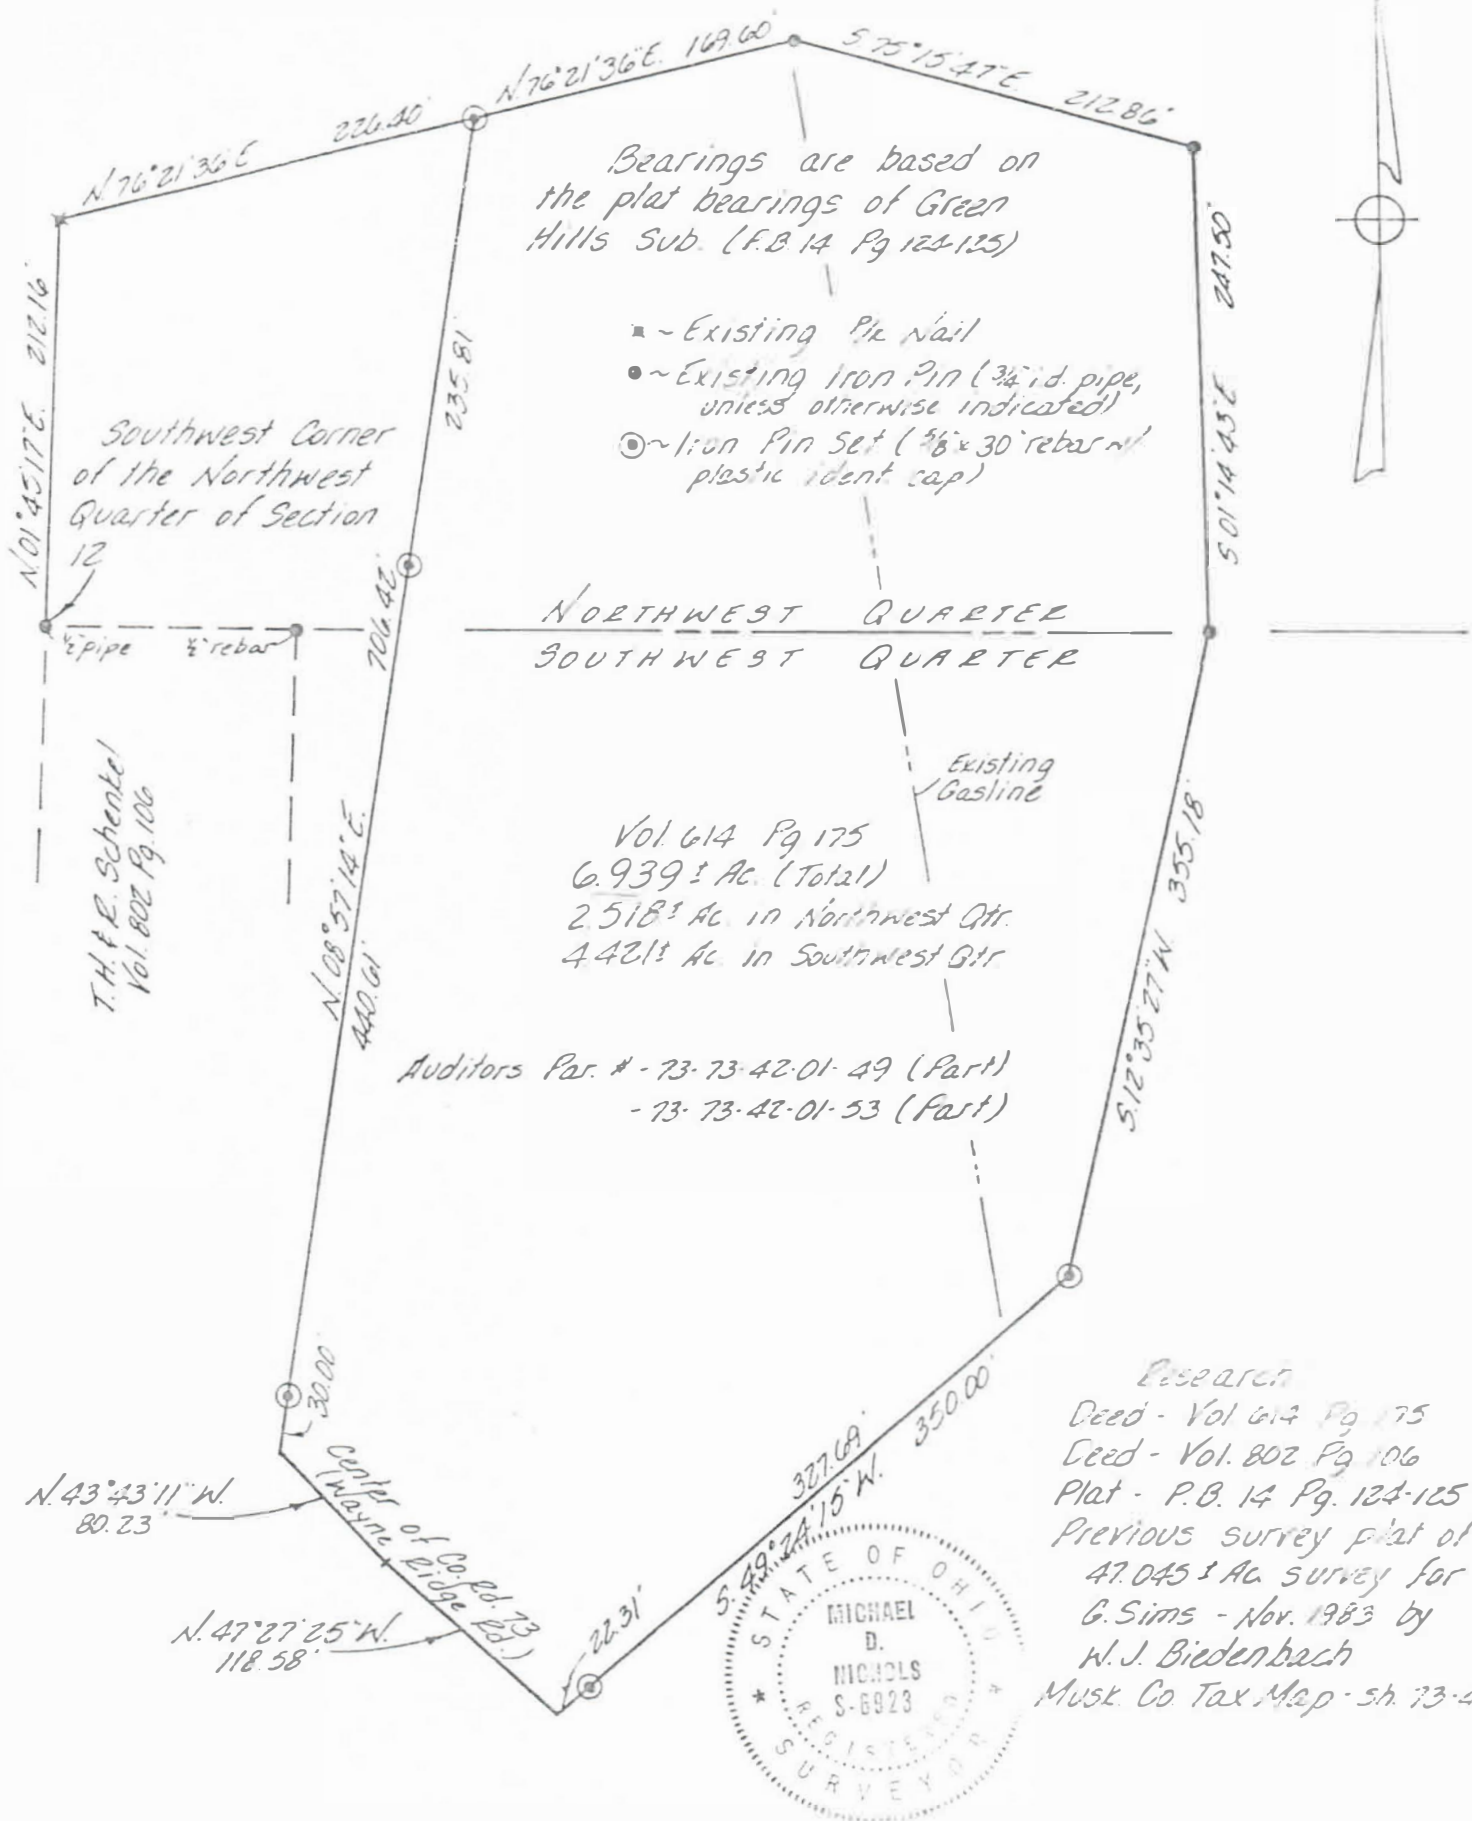 N.76°21'36"E. 169.60'
S.75°15'47"E. 212.86'
N.76°21'36"E 226.40'
Bearings are based on
the plat bearings of Green
Hills Sub. (P.B. 14 Pg 124-125)
~ Existing Pk Nail
~ Existing Iron Pin (3/4" i.d. pipe,
unless otherwise indicated)
~ Iron Pin Set (5/8" x 30" rebar w/
plastic ident cap)
N.01°45'17"E. 212.16'
235.81'
S 01°14'43"E 247.50'
Southwest Corner
of the Northwest
Quarter of Section
12
1/2" pipe 1/2" rebar
706.42'
NORTHWEST QUARTER
SOUTHWEST QUARTER
T.H. & R. Schenkel
Vol. 802 Pg. 106
Existing
Gasline
Vol. 614 Pg 175
6.939± Ac. (Total)
2.518± Ac. in Northwest Qtr.
4.421± Ac. in Southwest Qtr
N.08°57'14"E.
440.61'
S.12°35'27"W. 355.18'
Auditors Par. # - 73-73-42-01-49 (Part)
- 73-73-42-01-53 (Part)
30.00'
N.43°43'11"W.
80.23'
Center of Co. Rd. 73
(Wayne Ridge Rd.)
N.47°27'25"W.
118.58'
327.69'
S.49°24'15"W. 350.00'
22.31'
STATE OF OHIO
MICHAEL
D.
NICHOLS
S-6923
REGISTERED
SURVEYOR
Research
Deed - Vol. 614 Pg 175
Deed - Vol. 802 Pg 106
Plat - P.B. 14 Pg. 124-125
Previous survey plat of
47.045± Ac survey for
G. Sims - Nov. 1983 by
W.J. Biedenbach
Musk. Co. Tax Map - sh. 73-4